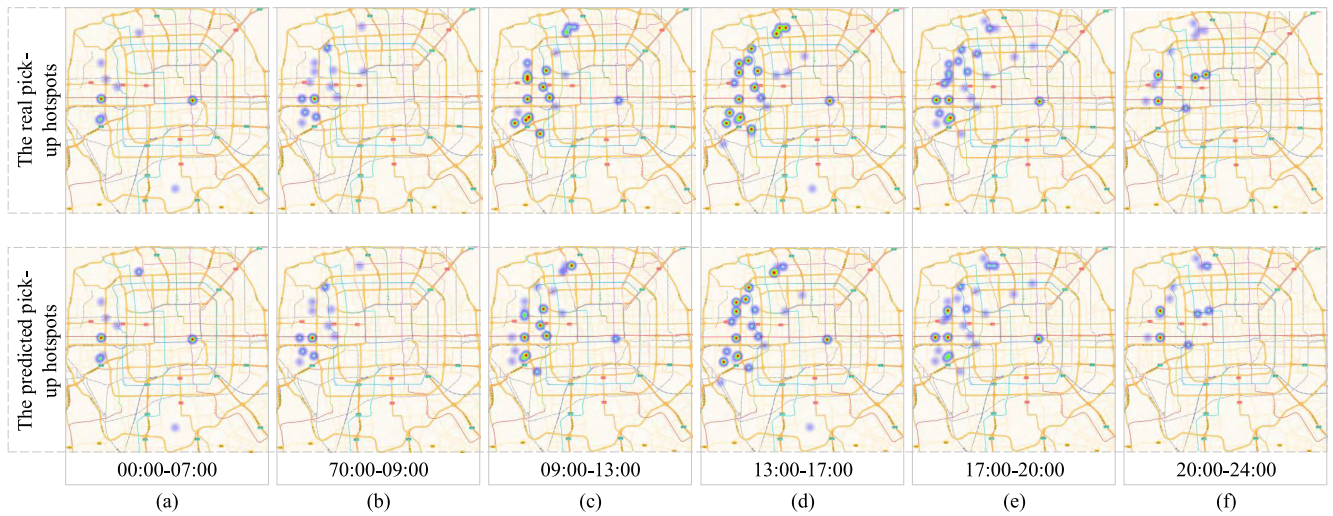 The real pick-
up hotspots
The predicted pick-
up hotspots
00:00-07:00
70:00-09:00
09:00-13:00
13:00-17:00
17:00-20:00
20:00-24:00
(a)
(b)
(c)
(d)
(e)
(f)